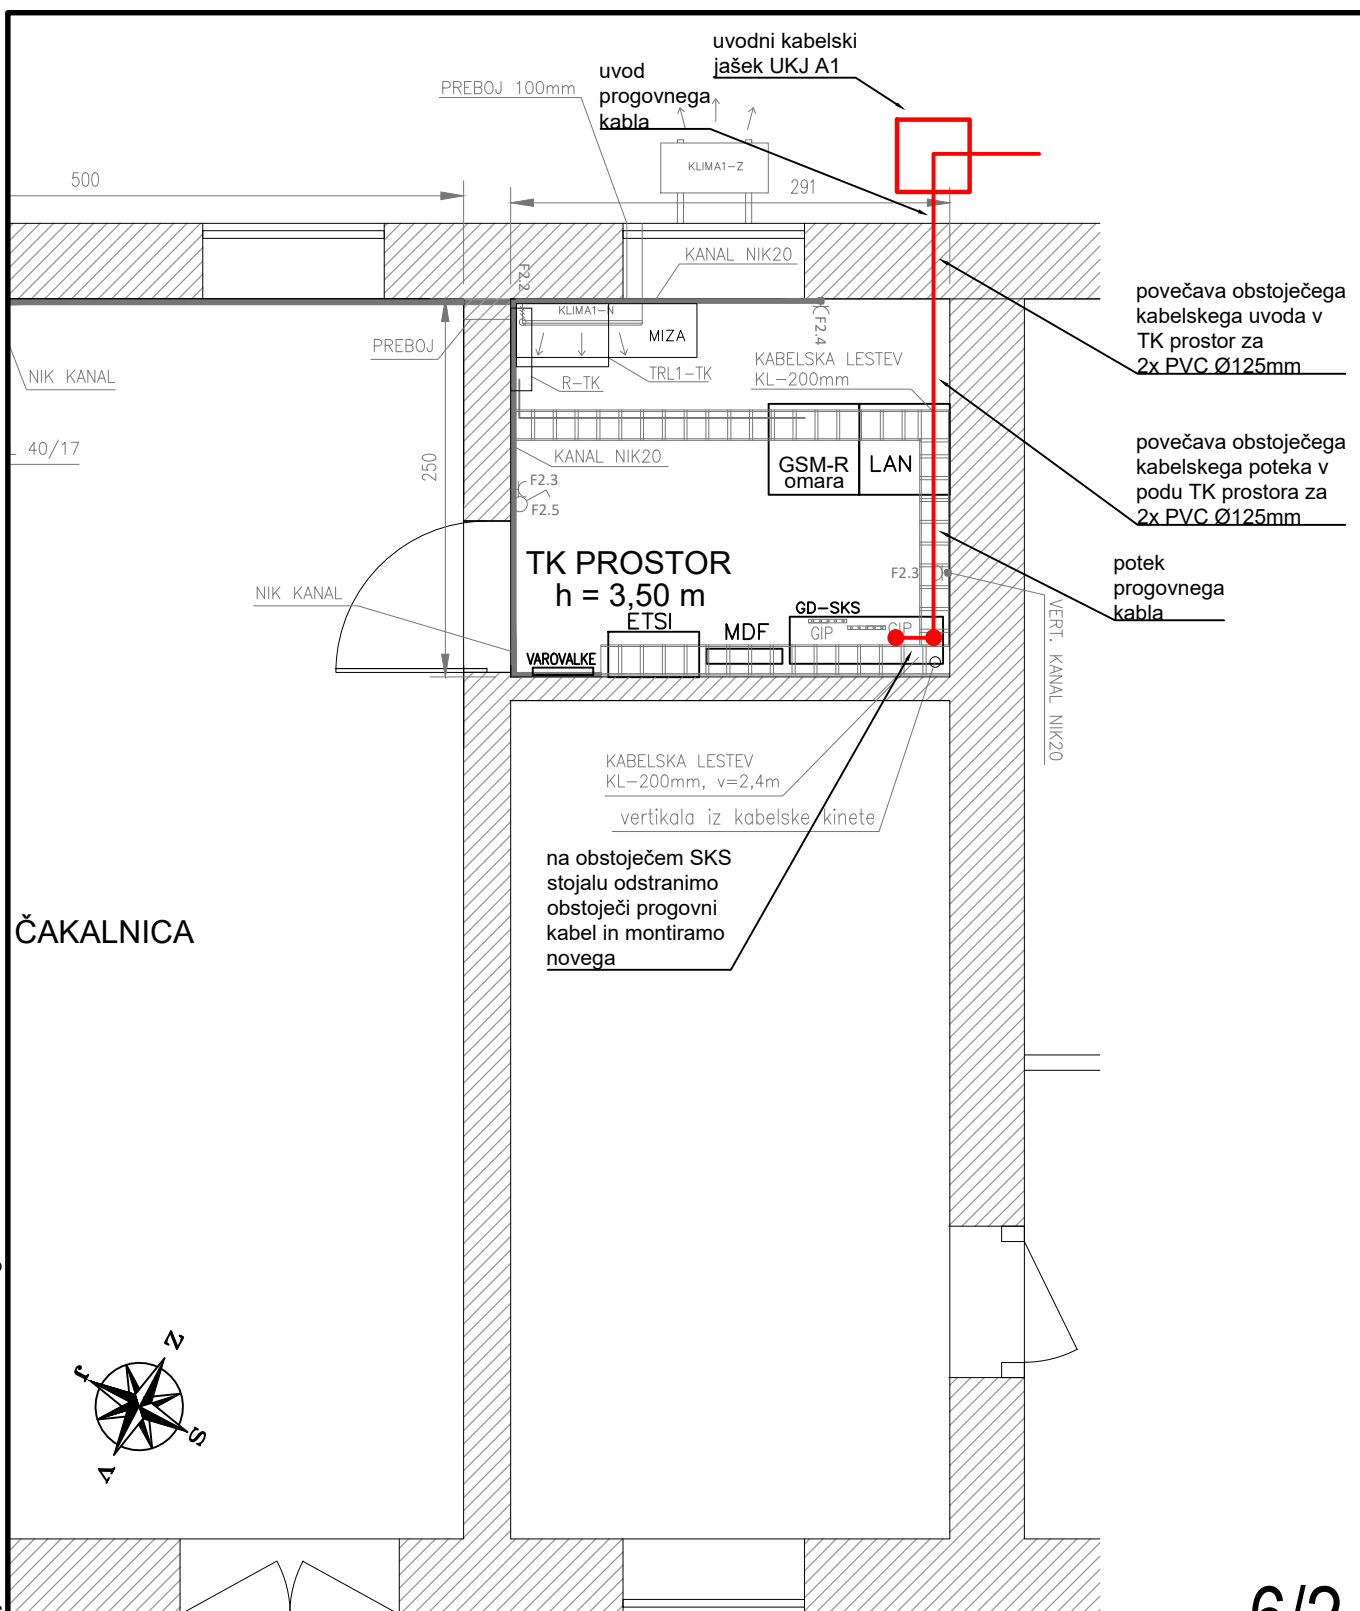 uvodni kabelski
jašek UKJ A1
uvod
progovnega
kabla
PREBOJ 100mm
KLIMA1-Z
500
291
KANAL NIK20
F2.2
KLIMA1-N
MIZA
F2.4
PREBOJ
R-TK
TRL1-TK
KABELSKA LESTEV
KL-200mm
NIK KANAL
40/17
250
KANAL NIK20
GSM-R
omara
LAN
F2.3
F2.5
povečava obstoječega
kabelskega uvoda v
TK prostor za
2x PVC Ø125mm
povečava obstoječega
kabelskega poteka v
podu TK prostora za
2x PVC Ø125mm
potek
progovnega
kabla
TK PROSTOR
h = 3,50 m
F2.3
NIK KANAL
ETSI
MDF
GD-SKS
GIP
GIP
VAROVALKE
VERT. KANAL NIK20
KABELSKA LESTEV
KL-200mm, v=2,4m
vertikala iz kabelske kinete
na obstoječem SKS
stojalu odstranimo
obstoječi progovni
kabel in montiramo
novega
ČAKALNICA
Z
J
S
V
6/2